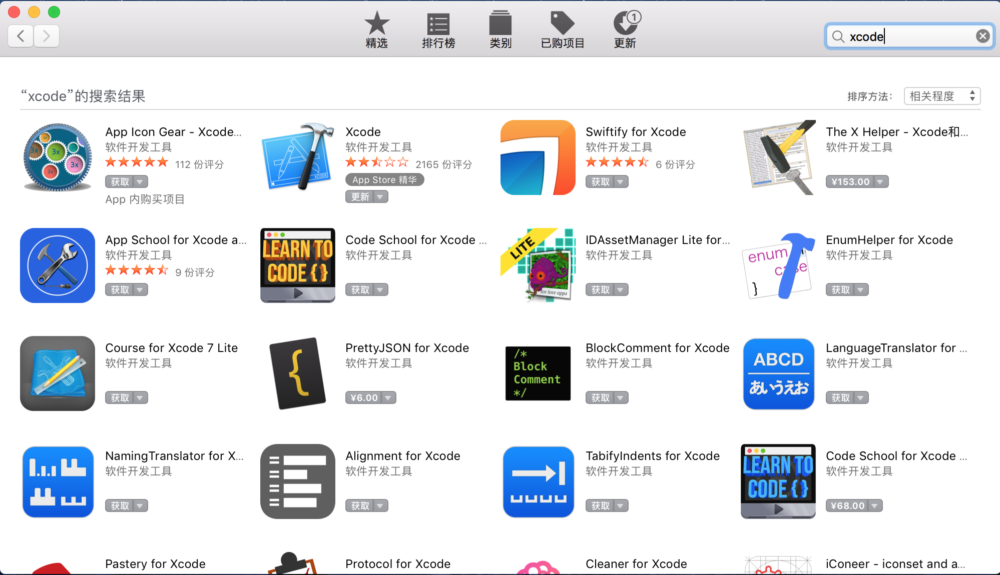 精选
排行榜
类别
已购项目
更新
1
xcode
“xcode”的搜索结果
排序方法：
相关程度
App Icon Gear - Xcode...
软件开发工具
112 份评分
获取
App 内购买项目
Xcode
软件开发工具
2165 份评分
App Store 精华
更新
XCODE
Swiftify for Xcode
软件开发工具
6 份评分
获取
The X Helper - Xcode和...
软件开发工具
¥153.00
App School for Xcode a...
软件开发工具
9 份评分
获取
LEARN TO
CODE { }
Code School for Xcode ...
软件开发工具
获取
LITE
we love apps
IDAssetManager Lite for...
软件开发工具
获取
enum
case
}
EnumHelper for Xcode
软件开发工具
获取
Course for Xcode 7 Lite
软件开发工具
获取
{
PrettyJSON for Xcode
软件开发工具
¥6.00
/*
Block
Comment
*/
BlockComment for Xcode
软件开发工具
获取
ABCD
あいうえお
LanguageTranslator for ...
软件开发工具
获取
NamingTranslator for X...
软件开发工具
获取
Alignment for Xcode
软件开发工具
获取
TabifyIndents for Xcode
软件开发工具
获取
LEARN TO
CODE { }
Code School for Xcode ...
软件开发工具
¥68.00
Pastery for Xcode
Protocol for Xcode
Cleaner for Xcode
iConeer - iconset and a...
3x
3x
3x
2x
1x